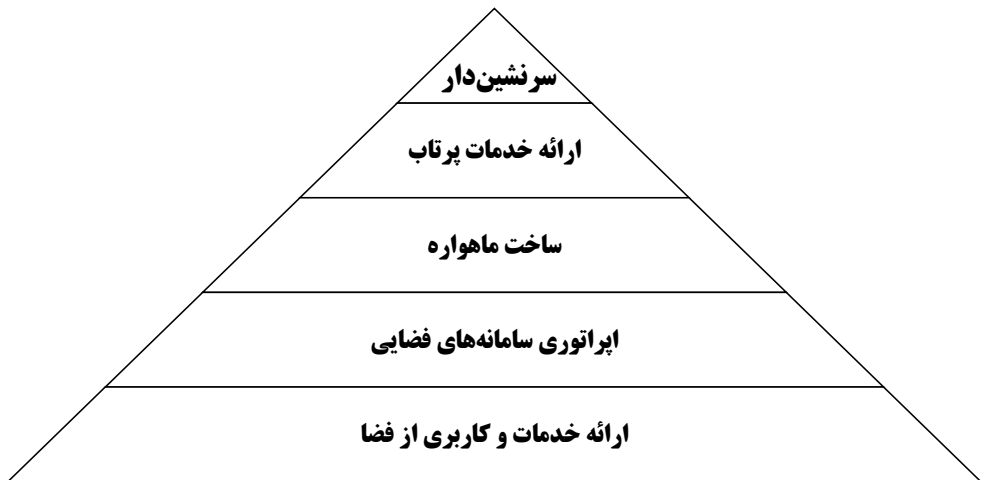 سرنشین‌دار
ارائه خدمات پرتاب
ساخت ماهواره
اپراتوری سامانه‌های فضایی
ارائه خدمات و کاربری از فضا